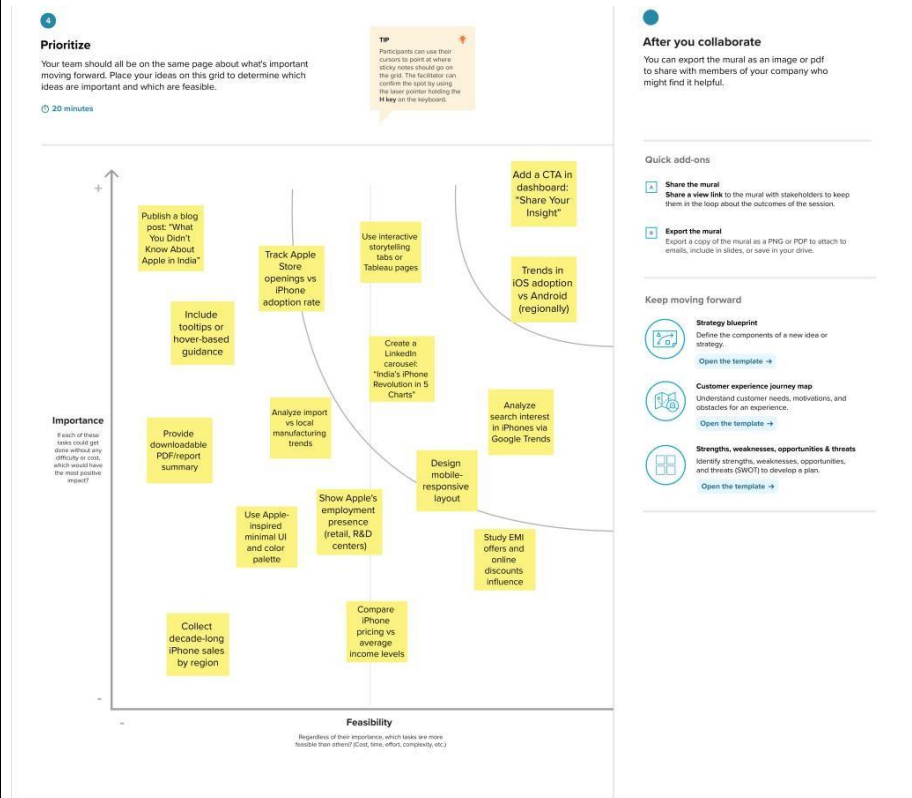 4
Prioritize
Your team should all be on the same page about what's important
moving forward. Place your ideas on this grid to determine which
ideas are important and which are feasible.
20 minutes
TIP
Participants can use their
cursors to point at where
sticky notes should go on
the grid. The facilitator can
confirm the spot by using
the laser pointer holding the
H key on the keyboard.
After you collaborate
You can export the mural as an image or pdf
to share with members of your company who
might find it helpful.
Quick add-ons
A
Share the mural
Share a view link to the mural with stakeholders to keep
them in the loop about the outcomes of the session.
B
Export the mural
Export a copy of the mural as a PNG or PDF to attach to
emails, include in slides, or save in your drive.
Keep moving forward
Strategy blueprint
Define the components of a new idea or
strategy.
Open the template →
Customer experience journey map
Understand customer needs, motivations, and
obstacles for an experience.
Open the template →
Strengths, weaknesses, opportunities & threats
Identify strengths, weaknesses, opportunities,
and threats (SWOT) to develop a plan.
Open the template →
+
Importance
If each of these
tasks could get
done without any
difficulty or cost,
which would have
the most positive
impact?
-
Publish a blog
post: "What
You Didn't
Know About
Apple in India"
Track Apple
Store
openings vs
iPhone
adoption rate
Use interactive
storytelling
tabs or
Tableau pages
Add a CTA in
dashboard:
"Share Your
Insight"
Trends in
iOS adoption
vs Android
(regionally)
Include
tooltips or
hover-based
guidance
Create a
LinkedIn
carousel:
"India's iPhone
Revolution in 5
Charts"
Analyze import
vs local
manufacturing
trends
Analyze
search interest
in iPhones via
Google Trends
Provide
downloadable
PDF/report
summary
Design
mobile-
responsive
layout
Use Apple-
inspired
minimal UI
and color
palette
Show Apple's
employment
presence
(retail, R&D
centers)
Study EMI
offers and
online
discounts
influence
Collect
decade-long
iPhone sales
by region
Compare
iPhone
pricing vs
average
income levels
-
Feasibility
Regardless of their importance, which tasks are more
feasible than others? (Cost, time, effort, complexity, etc.)